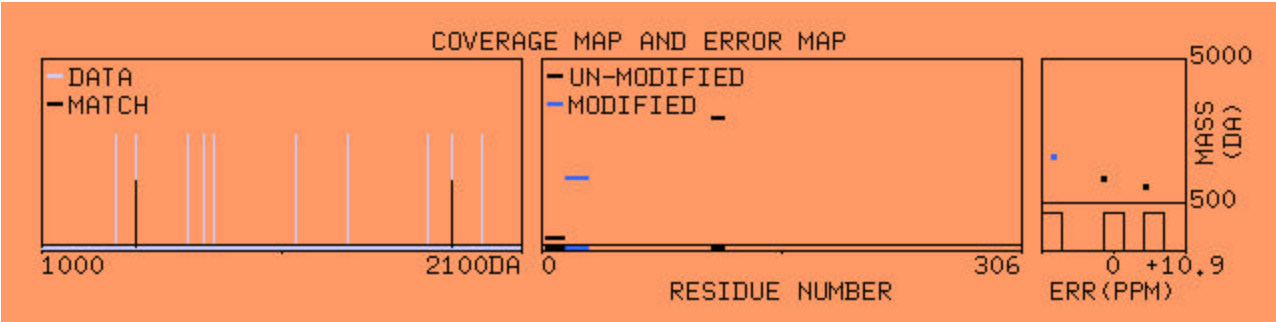 COVERAGE MAP AND ERROR MAP
DATA
MATCH
1000 2100DA
UN-MODIFIED
MODIFIED
0 306
RESIDUE NUMBER
5000
MASS
(DA)
500
0 +10.9
ERR(PPM)